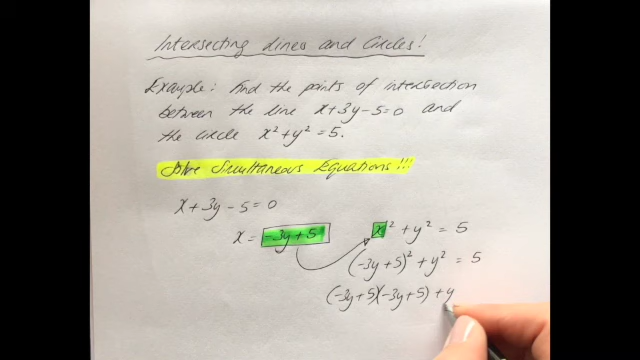 Intersecting Lines and Circles!
Example: Find the points of intersection
between the line x+3y-5=0 and
the circle x²+y²=5.
Solve Simultaneous Equations!!!
x+3y-5=0
x = -3y+5
x² + y² = 5
(-3y+5)² + y² = 5
(-3y+5)(-3y+5) + y